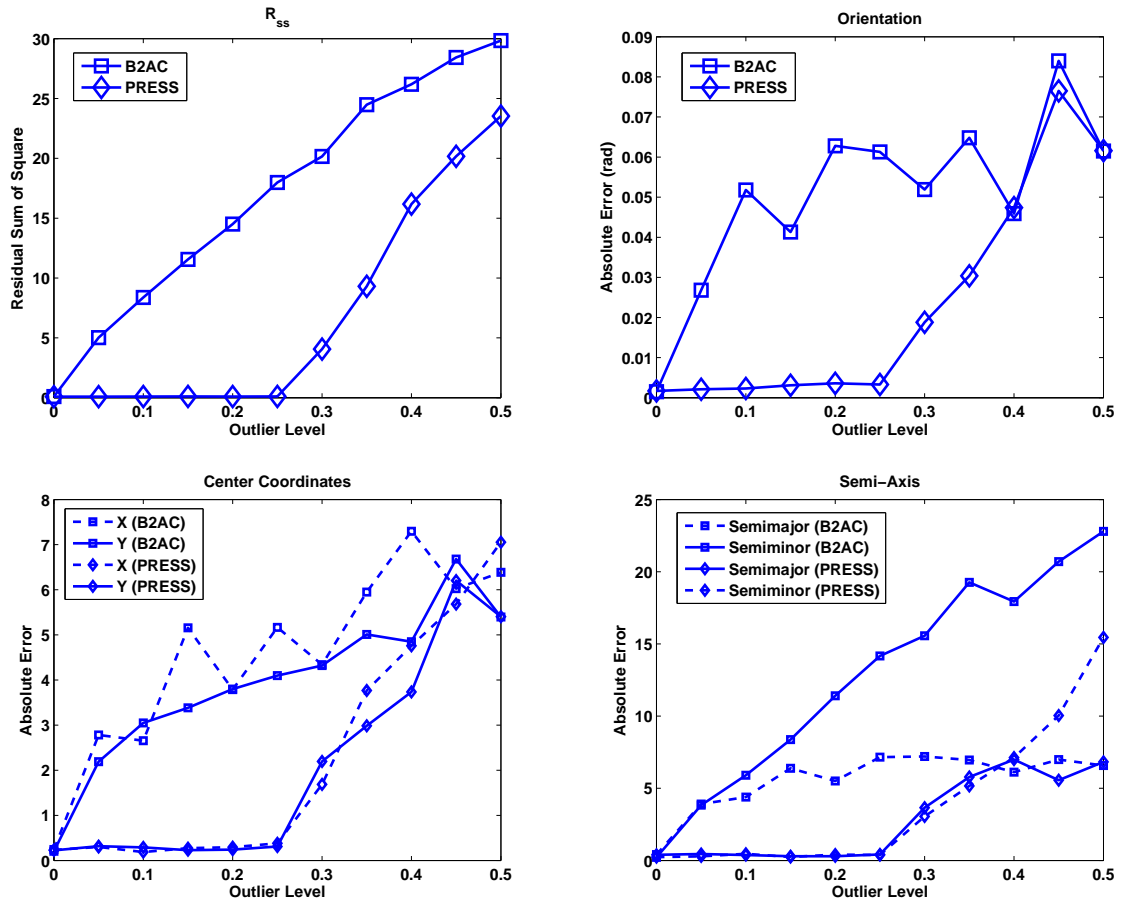 R_ss
30
25
20
15
10
5
0
0
0.1
0.2
0.3
0.4
0.5
Residual Sum of Square
Outlier Level
B2AC
PRESS
Orientation
0.09
0.08
0.07
0.06
0.05
0.04
0.03
0.02
0.01
0
0
0.1
0.2
0.3
0.4
0.5
Absolute Error (rad)
Outlier Level
B2AC
PRESS
Center Coordinates
8
7
6
5
4
3
2
1
0
0
0.1
0.2
0.3
0.4
0.5
Absolute Error
Outlier Level
X (B2AC)
Y (B2AC)
X (PRESS)
Y (PRESS)
Semi−Axis
25
20
15
10
5
0
0
0.1
0.2
0.3
0.4
0.5
Absolute Error
Outlier Level
Semimajor (B2AC)
Semiminor (B2AC)
Semimajor (PRESS)
Semiminor (PRESS)